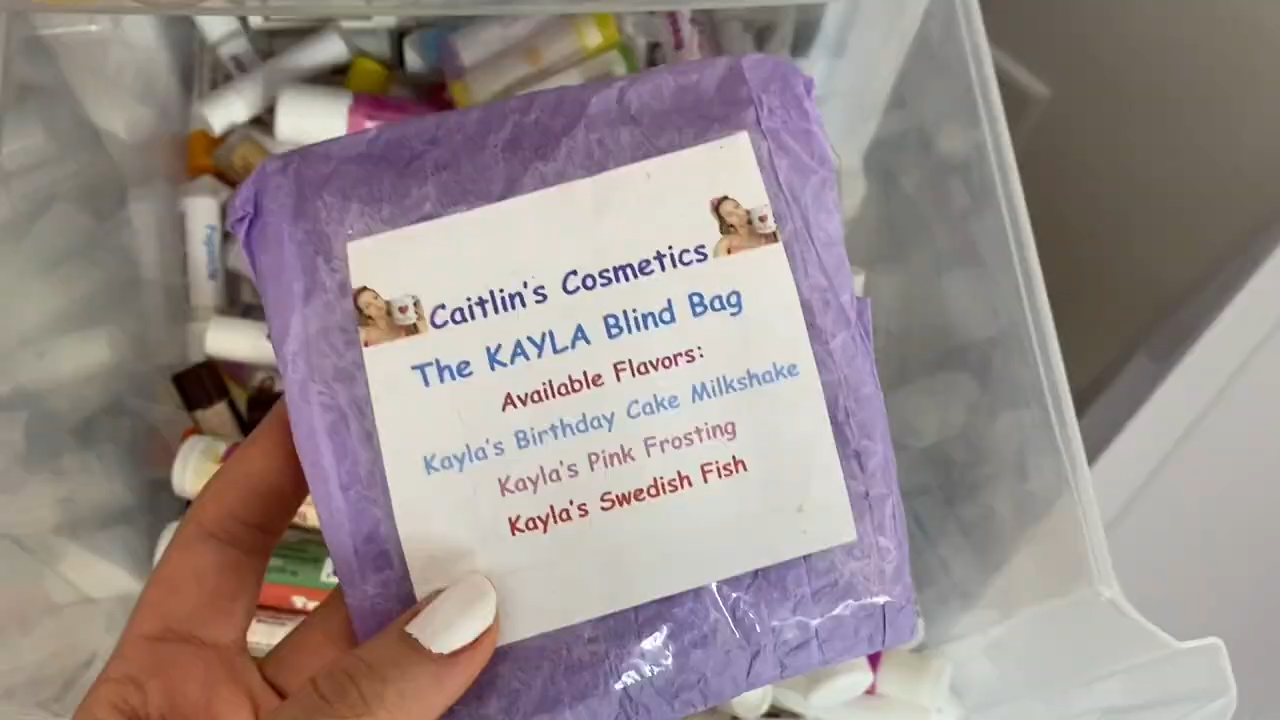 Caitlin's Cosmetics
The KAYLA Blind Bag
Available Flavors:
Kayla's Birthday Cake Milkshake
Kayla's Pink Frosting
Kayla's Swedish Fish